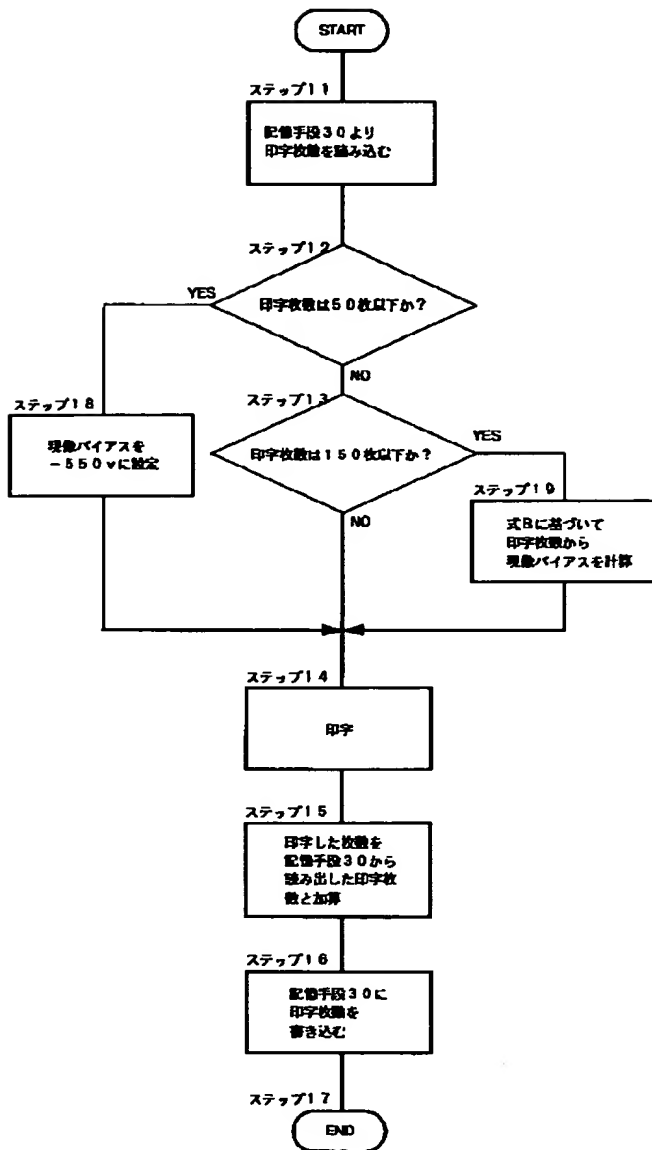 START
ステップ11
記憶手段30より
印字枚数を読み込む
ステップ12
印字枚数は50枚以下か？
YES
NO
ステップ18
現像バイアスを
－550vに設定
ステップ13
印字枚数は150枚以下か？
YES
NO
ステップ19
式Bに基づいて
印字枚数から
現像バイアスを計算
ステップ14
印字
ステップ15
印字した枚数を
記憶手段30から
読み出した印字枚
数と加算
ステップ16
記憶手段30に
印字枚数を
書き込む
ステップ17
END